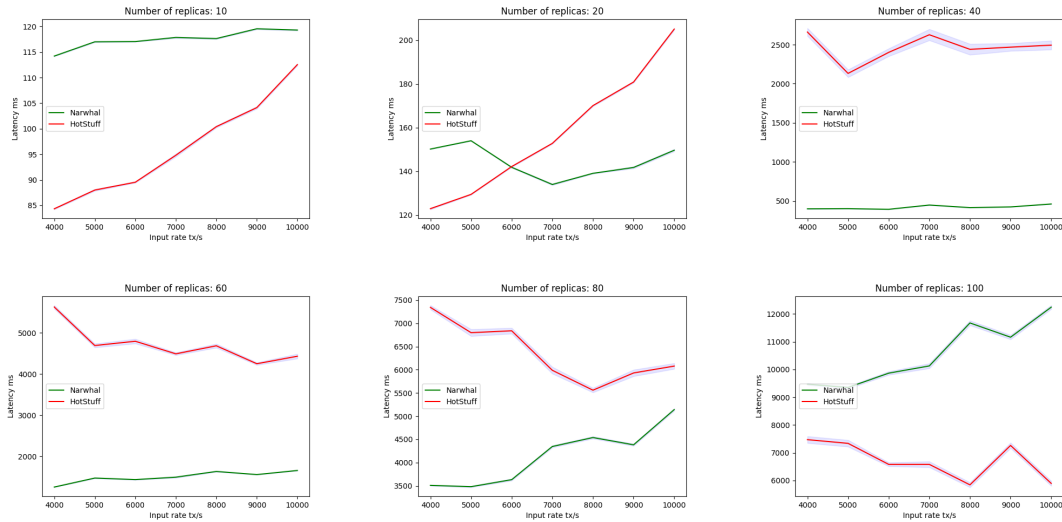 Number of replicas: 10
120
115
110
105
100
95
90
85
Latency ms
Narwhal
HotStuff
4000 5000 6000 7000 8000 9000 10000
Input rate tx/s
Number of replicas: 20
200
180
160
140
120
Latency ms
Narwhal
HotStuff
4000 5000 6000 7000 8000 9000 10000
Input rate tx/s
Number of replicas: 40
2500
2000
1500
1000
500
Latency ms
Narwhal
HotStuff
4000 5000 6000 7000 8000 9000 10000
Input rate tx/s
Number of replicas: 60
5000
4000
3000
2000
Latency ms
Narwhal
HotStuff
4000 5000 6000 7000 8000 9000 10000
Input rate tx/s
Number of replicas: 80
7500
7000
6500
6000
5500
5000
4500
4000
3500
Latency ms
Narwhal
HotStuff
4000 5000 6000 7000 8000 9000 10000
Input rate tx/s
Number of replicas: 100
12000
11000
10000
9000
8000
7000
6000
Latency ms
Narwhal
HotStuff
4000 5000 6000 7000 8000 9000 10000
Input rate tx/s